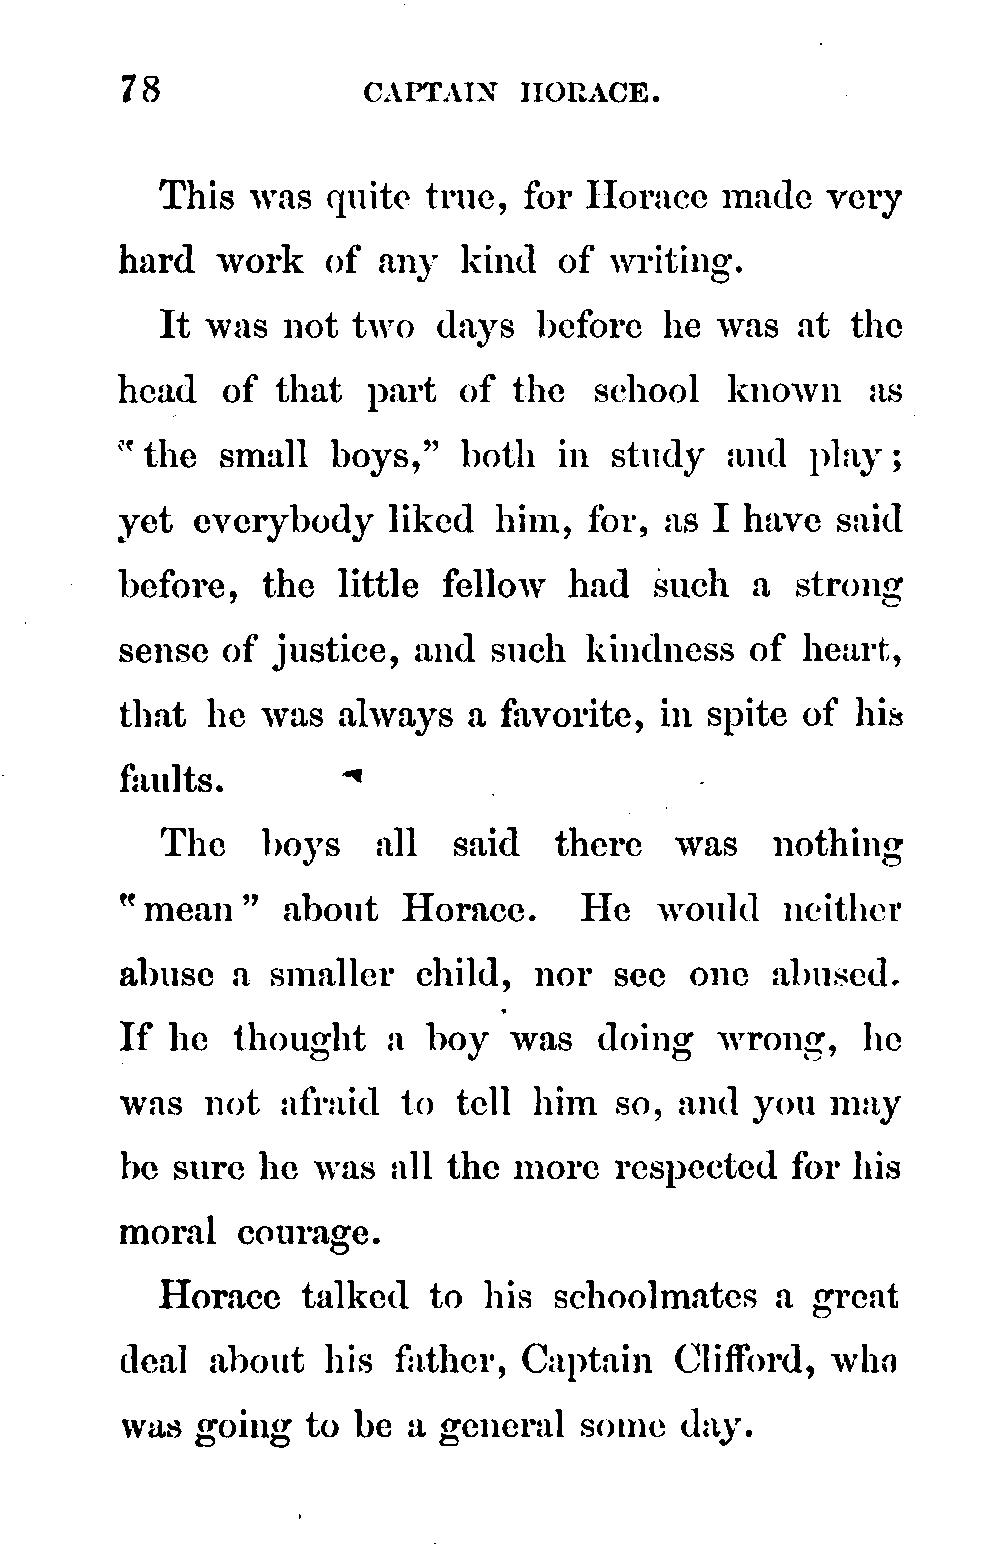 78 CAPTAIN HORACE.
This was quite true, for Horace made very
hard work of any kind of writing.
It was not two days before he was at the
head of that part of the school known as
"the small boys," both in study and play;
yet everybody liked him, for, as I have said
before, the little fellow had such a strong
sense of justice, and such kindness of heart,
that he was always a favorite, in spite of his
faults.
The boys all said there was nothing
"mean" about Horace. He would neither
abuse a smaller child, nor see one abused.
If he thought a boy was doing wrong, he
was not afraid to tell him so, and you may
be sure he was all the more respected for his
moral courage.
Horace talked to his schoolmates a great
deal about his father, Captain Clifford, who
was going to be a general some day.